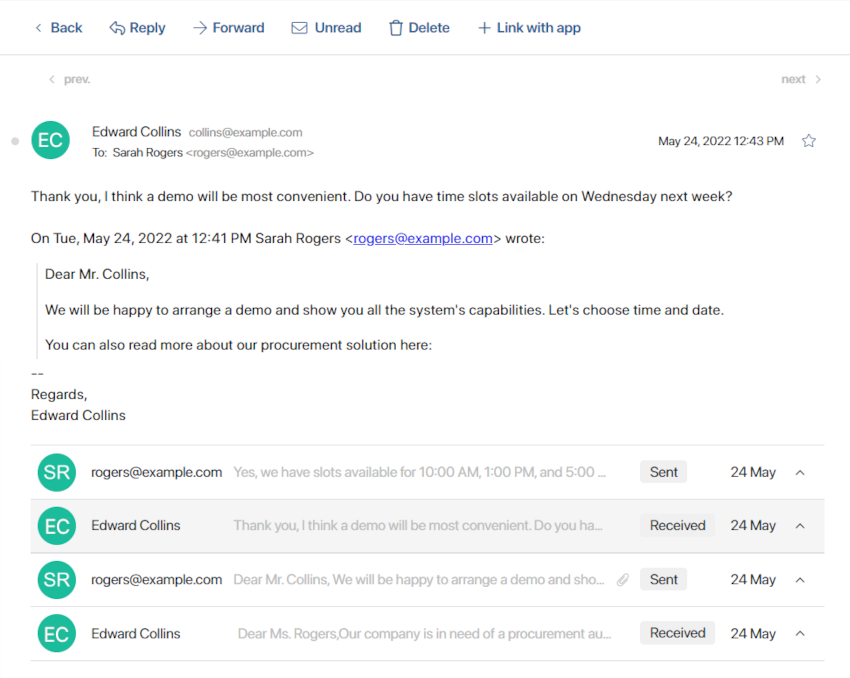 Back Reply Forward Unread Delete + Link with app
prev. next
EC Edward Collins collins@example.com
To: Sarah Rogers <rogers@example.com> May 24, 2022 12:43 PM
Thank you, I think a demo will be most convenient. Do you have time slots available on Wednesday next week?
On Tue, May 24, 2022 at 12:41 PM Sarah Rogers <rogers@example.com> wrote:
Dear Mr. Collins,
We will be happy to arrange a demo and show you all the system's capabilities. Let's choose time and date.
You can also read more about our procurement solution here:
--
Regards,
Edward Collins
SR rogers@example.com Yes, we have slots available for 10:00 AM, 1:00 PM, and 5:00 ... Sent 24 May
EC Edward Collins Thank you, I think a demo will be most convenient. Do you ha... Received 24 May
SR rogers@example.com Dear Mr. Collins, We will be happy to arrange a demo and sho... Sent 24 May
EC Edward Collins Dear Ms. Rogers,Our company is in need of a procurement au... Received 24 May